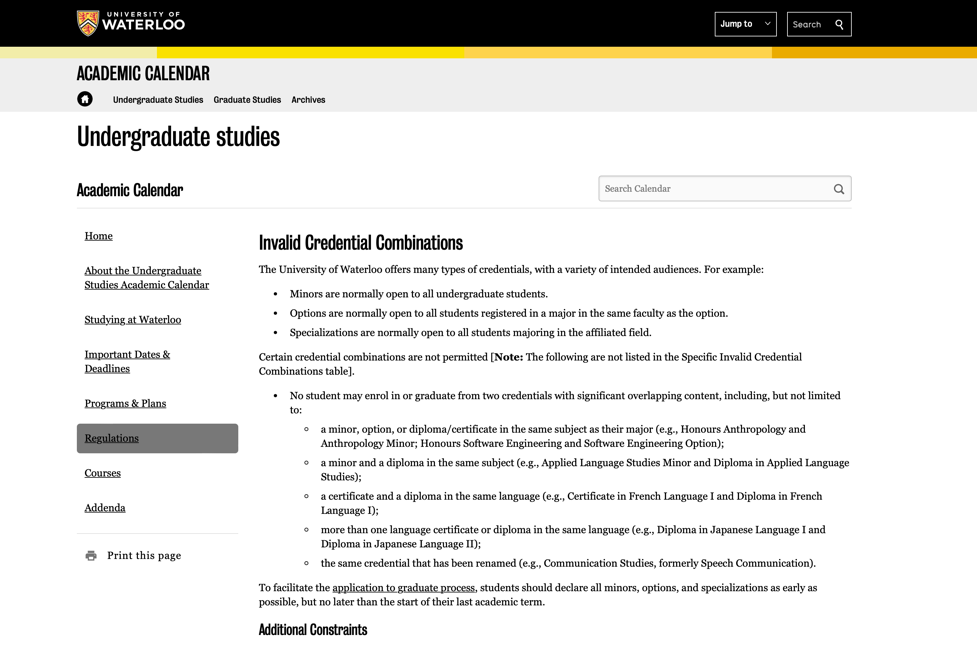 UNIVERSITY OF
WATERLOO
Jump to
Search
ACADEMIC CALENDAR
Undergraduate Studies Graduate Studies Archives
Undergraduate studies
Academic Calendar
Search Calendar
Home
About the Undergraduate
Studies Academic Calendar
Studying at Waterloo
Important Dates &
Deadlines
Programs & Plans
Regulations
Courses
Addenda
Print this page
Invalid Credential Combinations
The University of Waterloo offers many types of credentials, with a variety of intended audiences. For example:
• Minors are normally open to all undergraduate students.
• Options are normally open to all students registered in a major in the same faculty as the option.
• Specializations are normally open to all students majoring in the affiliated field.
Certain credential combinations are not permitted [Note: The following are not listed in the Specific Invalid Credential
Combinations table].
• No student may enrol in or graduate from two credentials with significant overlapping content, including, but not limited
to:
◦ a minor, option, or diploma/certificate in the same subject as their major (e.g., Honours Anthropology and
Anthropology Minor; Honours Software Engineering and Software Engineering Option);
◦ a minor and a diploma in the same subject (e.g., Applied Language Studies Minor and Diploma in Applied Language
Studies);
◦ a certificate and a diploma in the same language (e.g., Certificate in French Language I and Diploma in French
Language I);
◦ more than one language certificate or diploma in the same language (e.g., Diploma in Japanese Language I and
Diploma in Japanese Language II);
◦ the same credential that has been renamed (e.g., Communication Studies, formerly Speech Communication).
To facilitate the application to graduate process, students should declare all minors, options, and specializations as early as
possible, but no later than the start of their last academic term.
Additional Constraints